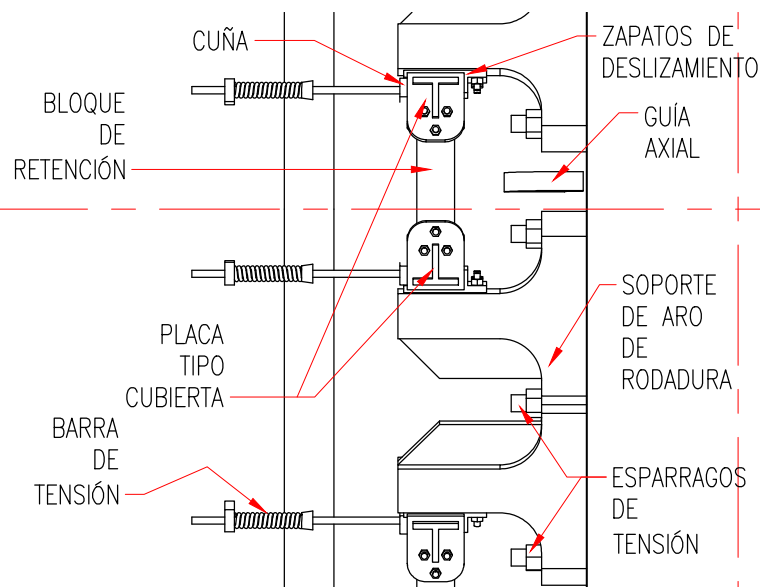 CUÑA
BLOQUE
DE
RETENCIÓN
ZAPATOS DE
DESLIZAMIENTO
GUÍA
AXIAL
PLACA
TIPO
CUBIERTA
SOPORTE
DE ARO
DE
RODADURA
BARRA
DE
TENSIÓN
ESPARRAGOS
DE
TENSIÓN